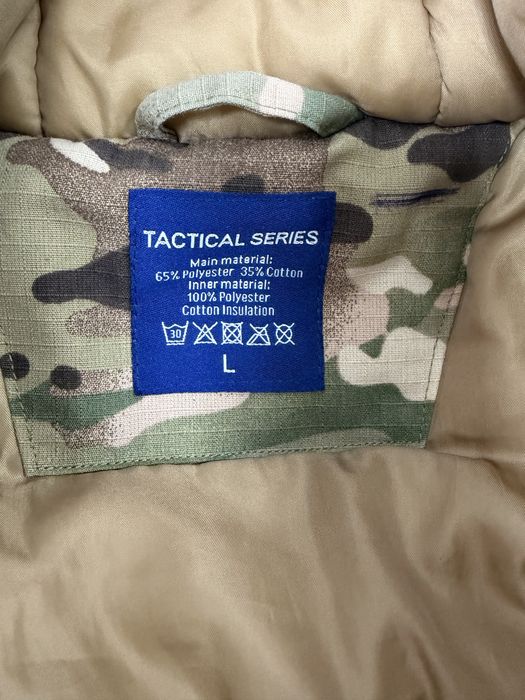 TACTICAL SERIES
Main material:
65% Polyester 35% Cotton
Inner material:
100% Polyester
Cotton Insulation
30
L